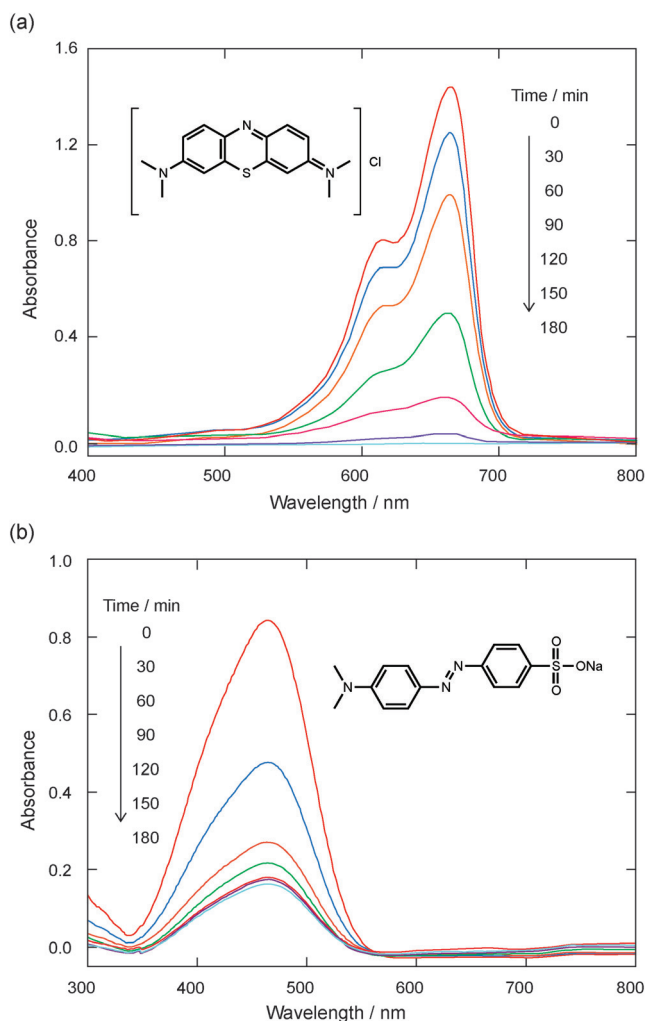 (a)
1.6
1.2
0.8
0.4
0.0
Absorbance
400
500
600
700
800
Wavelength / nm
Time / min
0
30
60
90
120
150
180
N
N
S
N
Cl
(b)
1.0
0.8
0.6
0.4
0.2
0.0
Absorbance
300
400
500
600
700
800
Wavelength / nm
Time / min
0
30
60
90
120
150
180
N
N
N
O
S
ONa
O